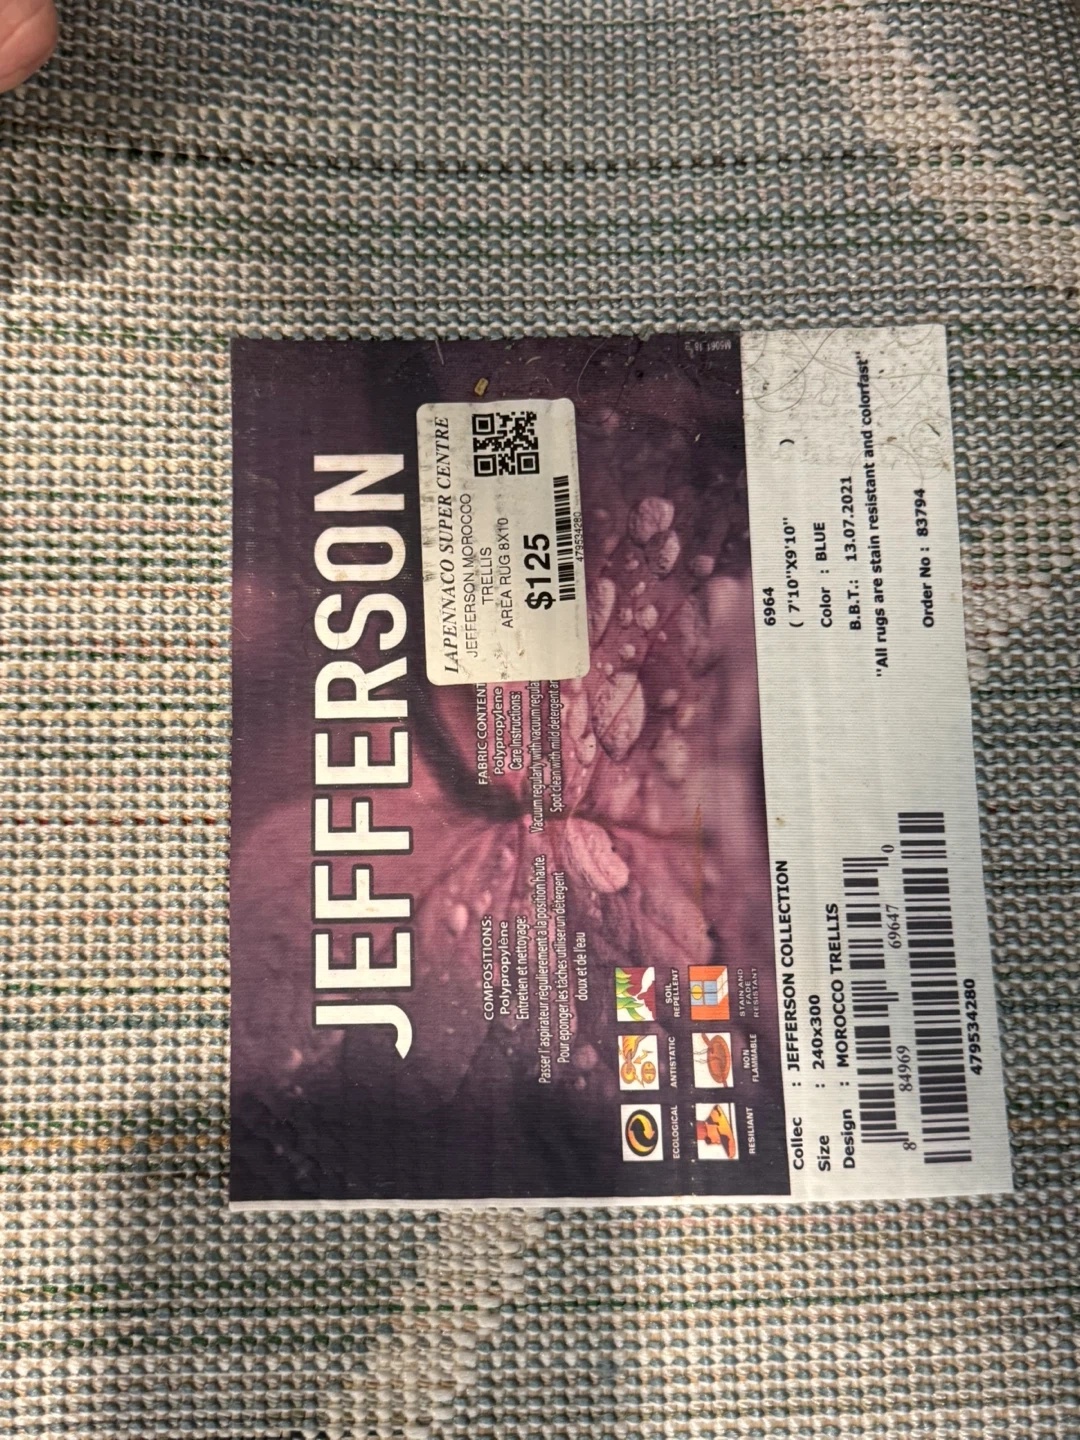 JEFFERSON
LAPENNACO SUPER CENTRE
JEFFERSON MOROCCO
TRELLIS
AREA RUG 8X10
$125
479534280
COMPOSITIONS:
Polypropylène
Entretien et nettoyage:
Passer l'aspirateur régulierement a la position haute.
Pour eponger les tâches utiliser un détergent
doux et de l'eau
FABRIC CONTENT
Polypropylene
Care Instructions:
Vacuum regularly with vacuum regula
Spot clean with mild detergent an
ECOLOGICAL
ANTISTATIC
SOIL
REPELLENT
RESILIANT
NON
FLAMMABLE
STAIN AND
FADE
RESISTANT
Collec : JEFFERSON COLLECTION
Size : 240x300
Design : MOROCCO TRELLIS
6964
( 7'10"X9'10" )
Color : BLUE
B.B.T.: 13.07.2021
"All rugs are stain resistant and colorfast"
Order No : 83794
8 84969 69647 0
479534280